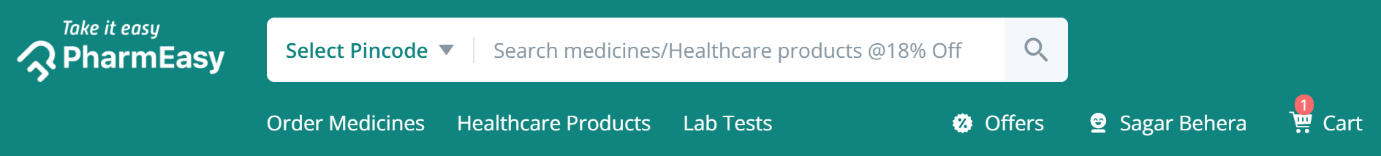 Take it easy
PharmEasy
Select Pincode
Search medicines/Healthcare products @18% Off
Order Medicines
Healthcare Products
Lab Tests
Offers
Sagar Behera
1
Cart